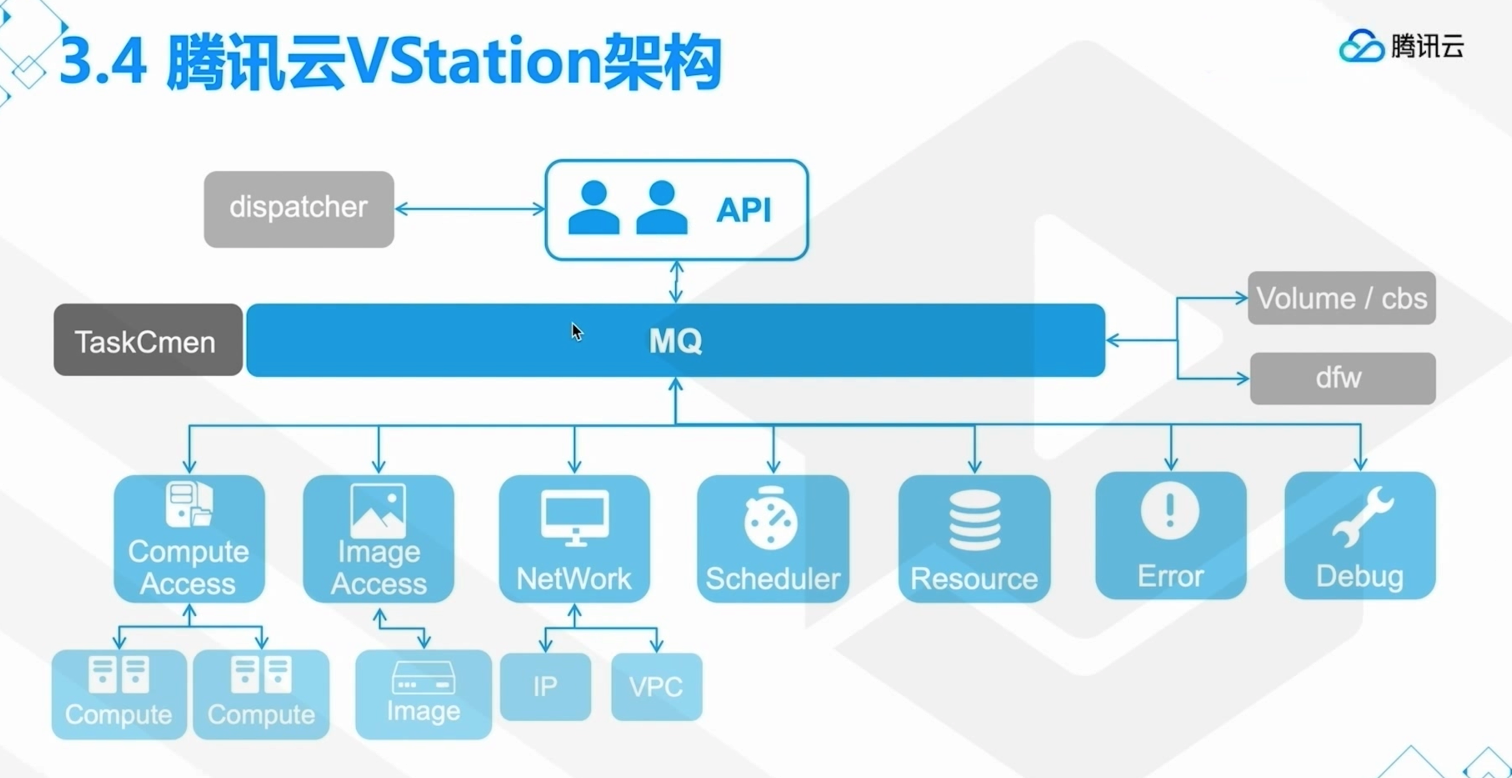 3.4 腾讯云VStation架构
腾讯云
dispatcher
API
TaskCmen
MQ
Volume / cbs
dfw
Compute
Access
Image
Access
NetWork
Scheduler
Resource
Error
Debug
Compute
Compute
Image
IP
VPC